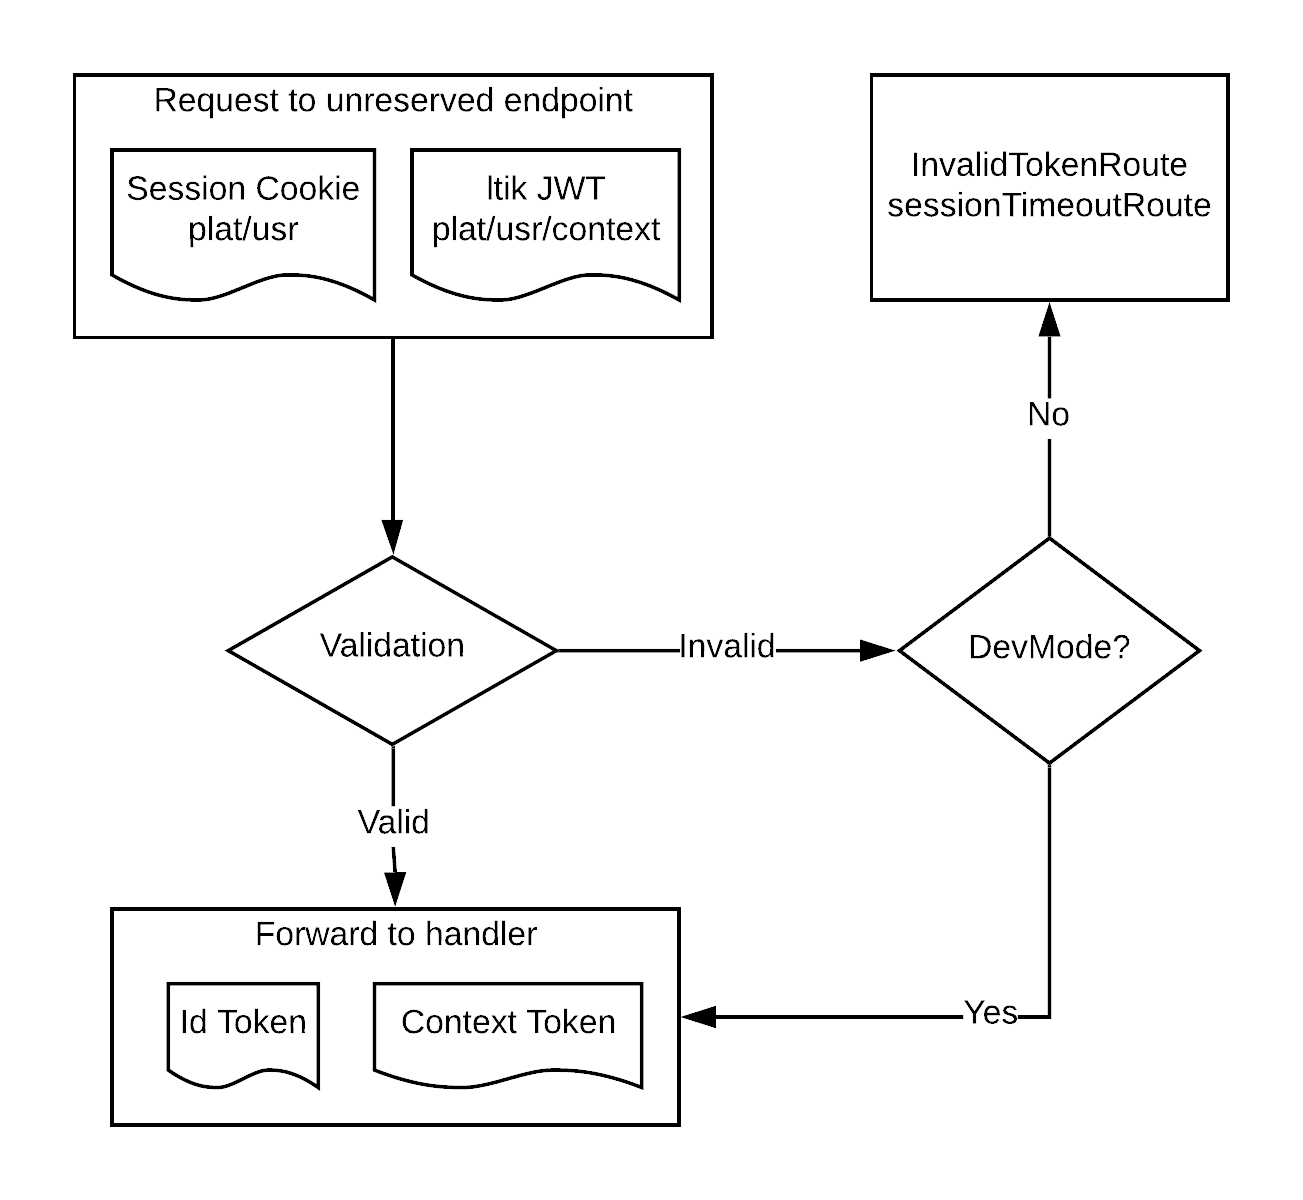 Request to unreserved endpoint
Session Cookie
plat/usr
ltik JWT
plat/usr/context
InvalidTokenRoute
sessionTimeoutRoute
No
Validation
Invalid
DevMode?
Valid
Forward to handler
Id Token
Context Token
Yes